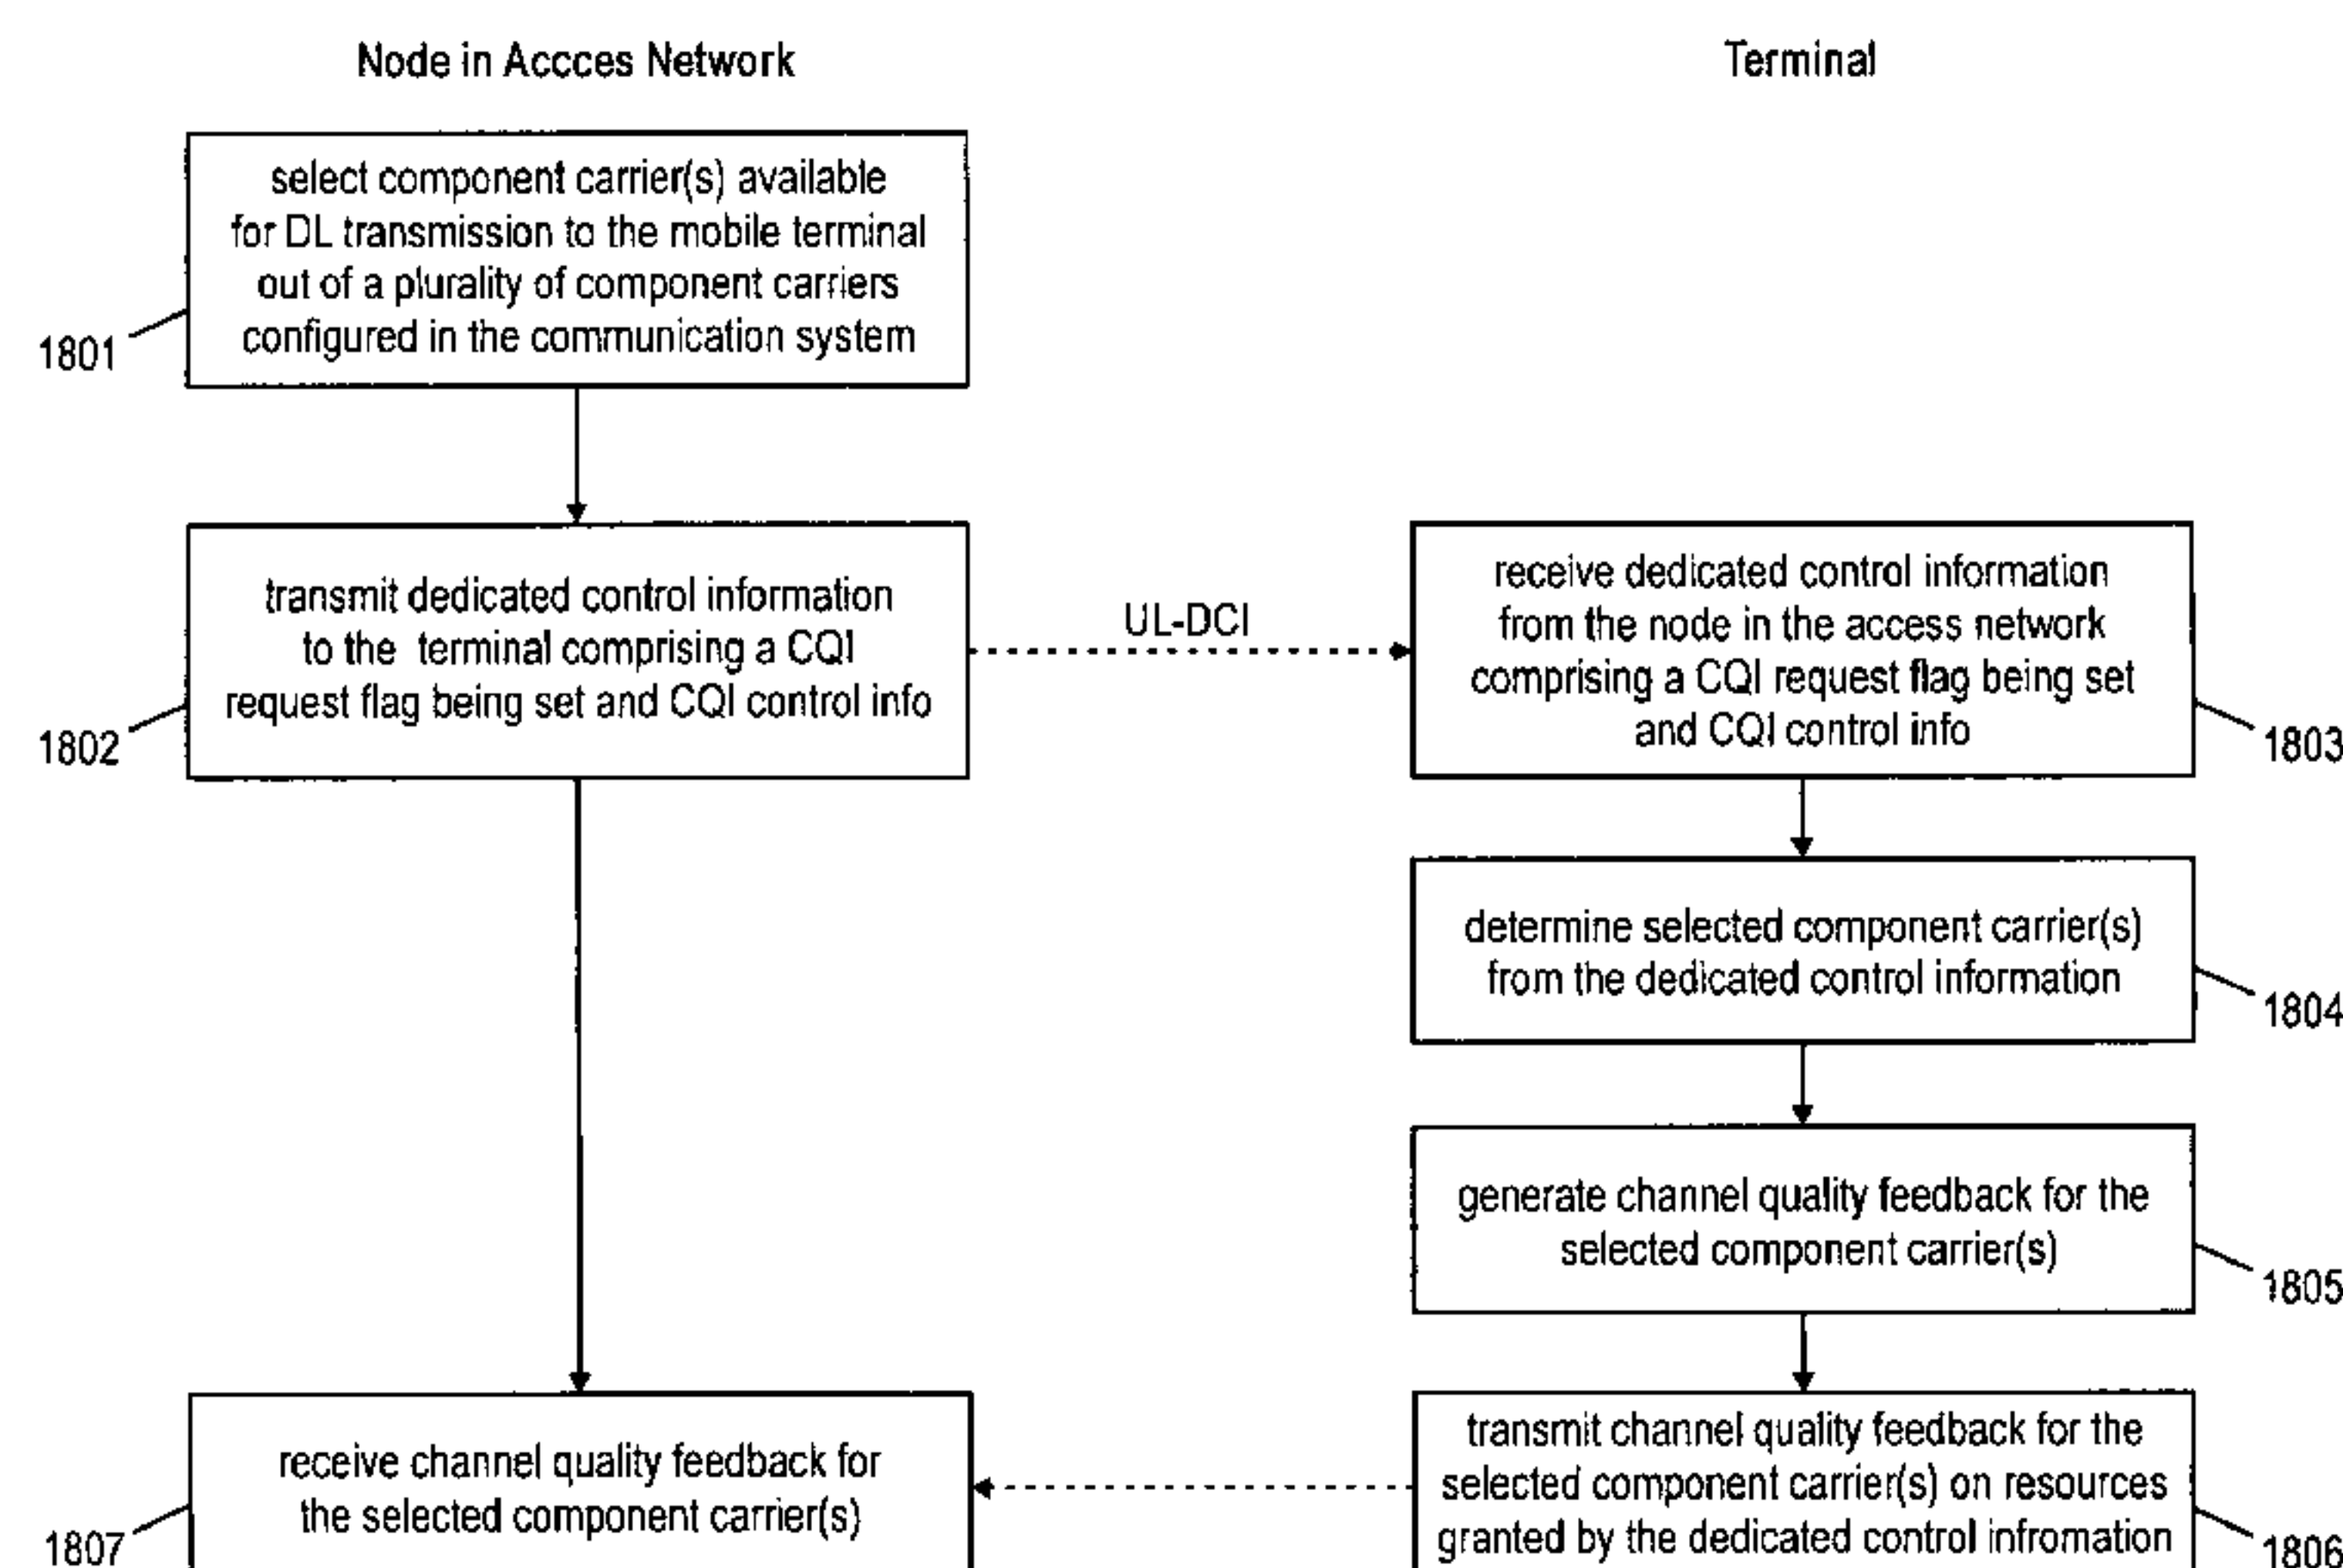 Node in Accces Network
Terminal
select component carrier(s) available
for DL transmission to the mobile terminal
out of a plurality of component carriers
configured in the communication system
1801
transmit dedicated control information
to the terminal comprising a CQI
request flag being set and CQI control info
1802
UL-DCI
receive dedicated control information
from the node in the access network
comprising a CQI request flag being set
and CQI control info
1803
determine selected component carrier(s)
from the dedicated control information
1804
generate channel quality feedback for the
selected component carrier(s)
1805
transmit channel quality feedback for the
selected component carrier(s) on resources
granted by the dedicated control infromation
1806
receive channel quality feedback for
the selected component carrier(s)
1807